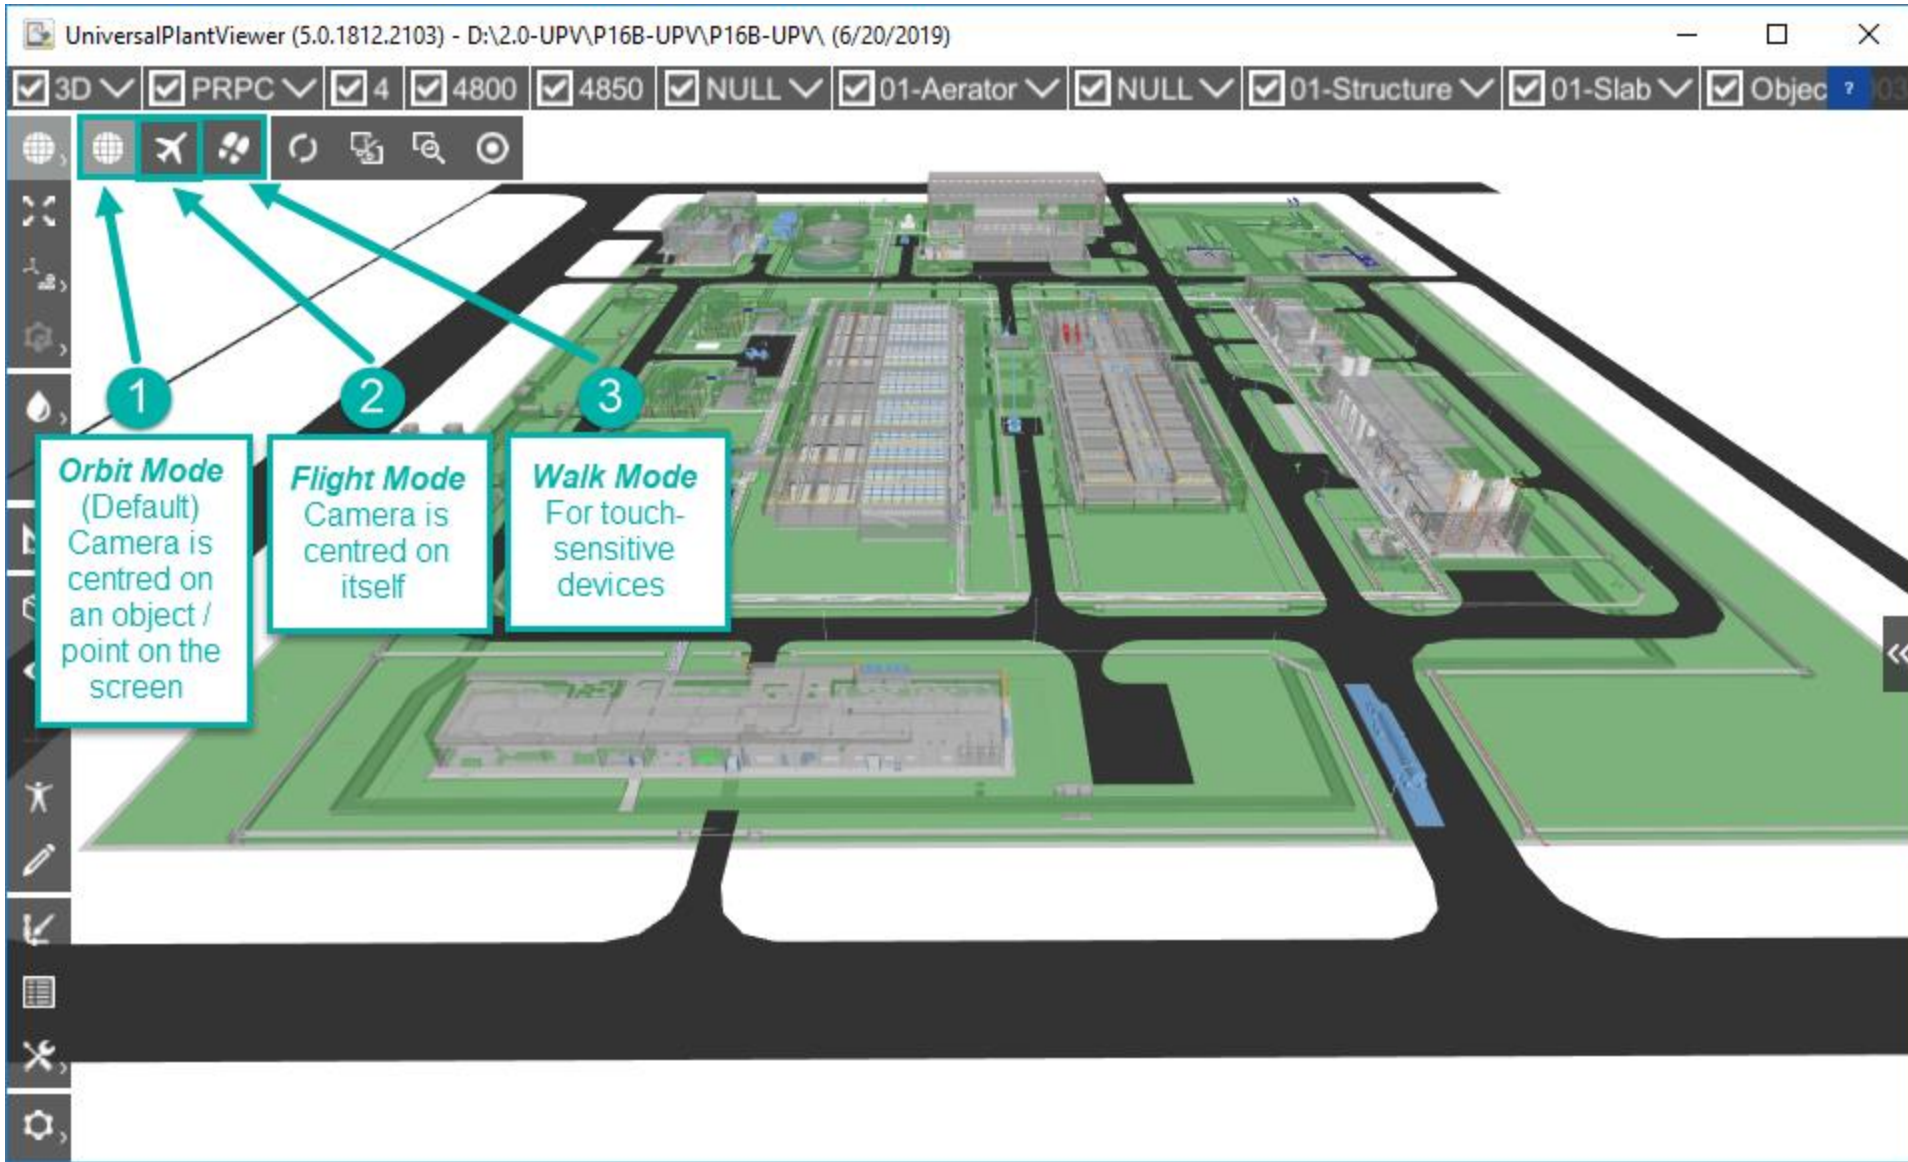 UniversalPlantViewer (5.0.1812.2103) - D:\2.0-UPV\P16B-UPV\P16B-UPV\ (6/20/2019)
3D PRPC 4 4800 4850 NULL 01-Aerator NULL 01-Structure 01-Slab Objec ?
1
2
3
Orbit Mode
(Default)
Camera is
centred on
an object /
point on the
screen
Flight Mode
Camera is
centred on
itself
Walk Mode
For touch-
sensitive
devices